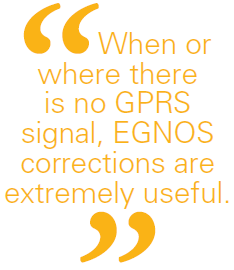 “When or
where there
is no GPRS
signal, EGNOS
corrections are
extremely useful.
”